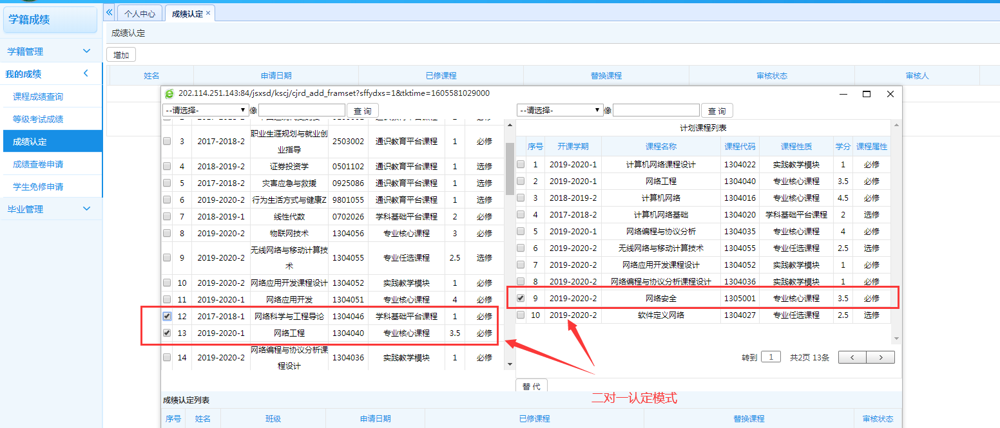 学籍成绩
学籍管理
我的成绩
课程成绩查询
等级考试成绩
成绩认定
成绩查卷申请
学生免修申请
毕业管理
个人中心 成绩认定 ×
成绩认定
增加
姓名 申请日期 已修课程 替换课程 审核状态 审核人
202.114.251.143:84/jsxsd/kscj/cjrd_add_framset?sffydxs=1&tktime=1605581029000
--请选择- 像 查 询
3 2017-2018-2 职业生涯规划与就业创业指导 2503002 通识教育平台课程 1 必修
4 2018-2019-2 证券投资学 0501102 通识教育平台课程 1 选修
5 2017-2018-2 灾害应急与救援 0925086 通识教育平台课程 1 选修
6 2019-2020-2 行为生活方式与健康Z 9801055 通识教育平台课程 1 选修
7 2018-2019-1 线性代数 0702026 学科基础平台课程 2 必修
8 2019-2020-2 物联网技术 1304056 专业核心课程 3 必修
9 2019-2020-2 无线网络与移动计算技术 1304055 专业任选课程 2.5 选修
10 2019-2020-2 网络应用开发课程设计 1304052 实践教学模块 1 必修
11 2019-2020-1 网络应用开发 1304051 专业核心课程 4 必修
12 2017-2018-1 网络科学与工程导论 1304046 学科基础平台课程 1 必修
13 2019-2020-1 网络工程 1304040 专业核心课程 3.5 必修
14 2019-2020-2 网络编程与协议分析课程设计 1304036 实践教学模块 1 必修
--请选择- 像 查 询
计划课程列表
序号 开课学期 课程名称 课程代码 课程性质 学分 课程属性
1 2019-2020-1 计算机网络课程设计 1304022 实践教学模块 1 必修
2 2019-2020-1 网络工程 1304040 专业核心课程 3.5 必修
3 2018-2019-2 计算机网络 1304016 专业核心课程 4.5 必修
4 2017-2018-2 计算机网络基础 1304020 学科基础平台课程 2 选修
5 2019-2020-1 网络编程与协议分析 1304035 专业核心课程 4 必修
6 2019-2020-2 无线网络与移动计算技术 1304055 专业任选课程 2.5 选修
7 2019-2020-2 网络应用开发课程设计 1304052 实践教学模块 1 必修
8 2019-2020-2 网络编程与协议分析课程设计 1304036 实践教学模块 1 必修
9 2019-2020-2 网络安全 1305001 专业核心课程 3.5 必修
10 2019-2020-2 软件定义网络 1304027 专业任选课程 2.5 选修
转到 1 共2页 13条
替 代
二对一认定模式
成绩认定列表
序号 姓名 班级 申请日期 已修课程 替换课程 审核状态